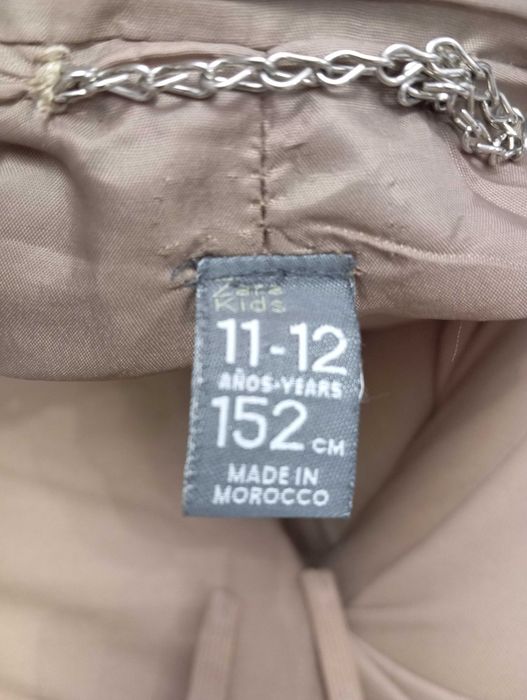 Zara
Kids
11-12
AÑOS-YEARS
152 CM
MADE IN
MOROCCO